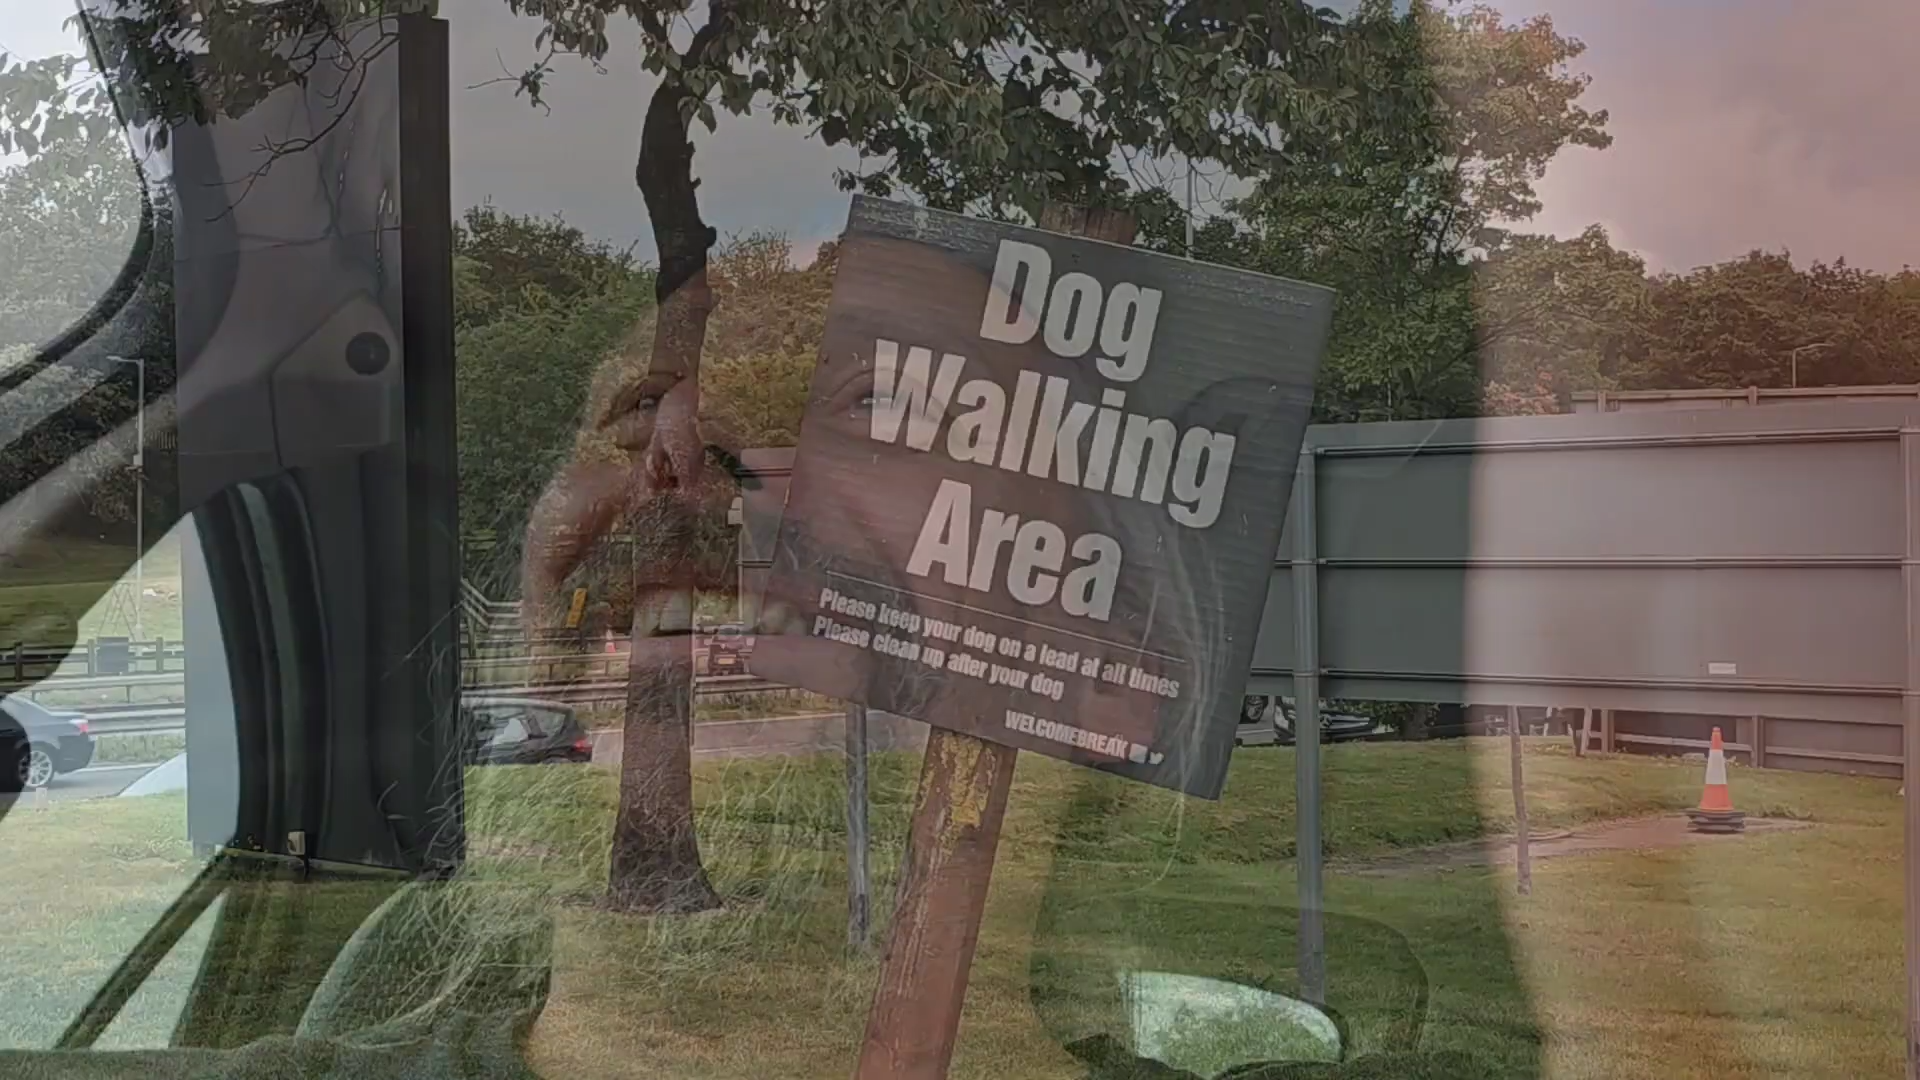 Dog
Walking
Area
Please keep your dog on a lead at all times
Please clean up after your dog
WELCOMEBREAK